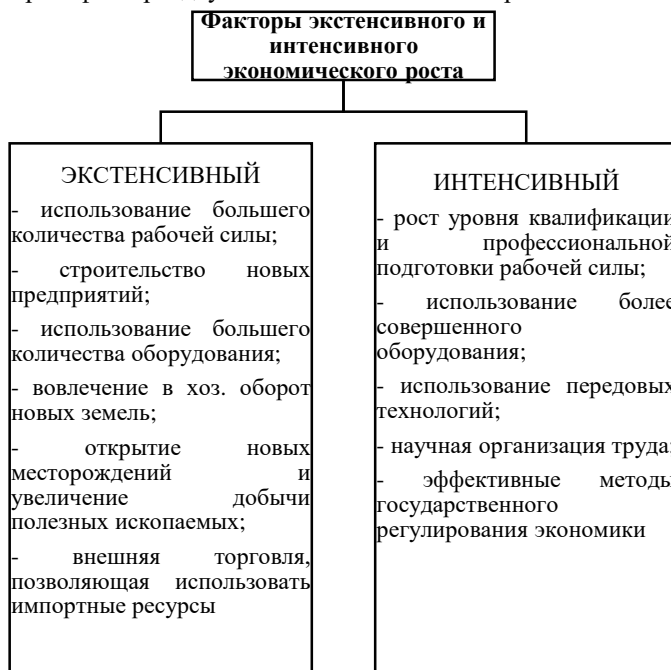 Факторы экстенсивного и
интенсивного
экономического роста
ЭКСТЕНСИВНЫЙ
- использование большего
количества рабочей силы;
- строительство новых
предприятий;
- использование большего
количества оборудования;
- вовлечение в хоз. оборот
новых земель;
- открытие новых
месторождений и
увеличение добычи
полезных ископаемых;
- внешняя торговля,
позволяющая использовать
импортные ресурсы
ИНТЕНСИВНЫЙ
- рост уровня квалификации
и профессиональной
подготовки рабочей силы;
- использование более
совершенного
оборудования;
- использование передовых
технологий;
- научная организация труда;
- эффективные методы
государственного
регулирования экономики